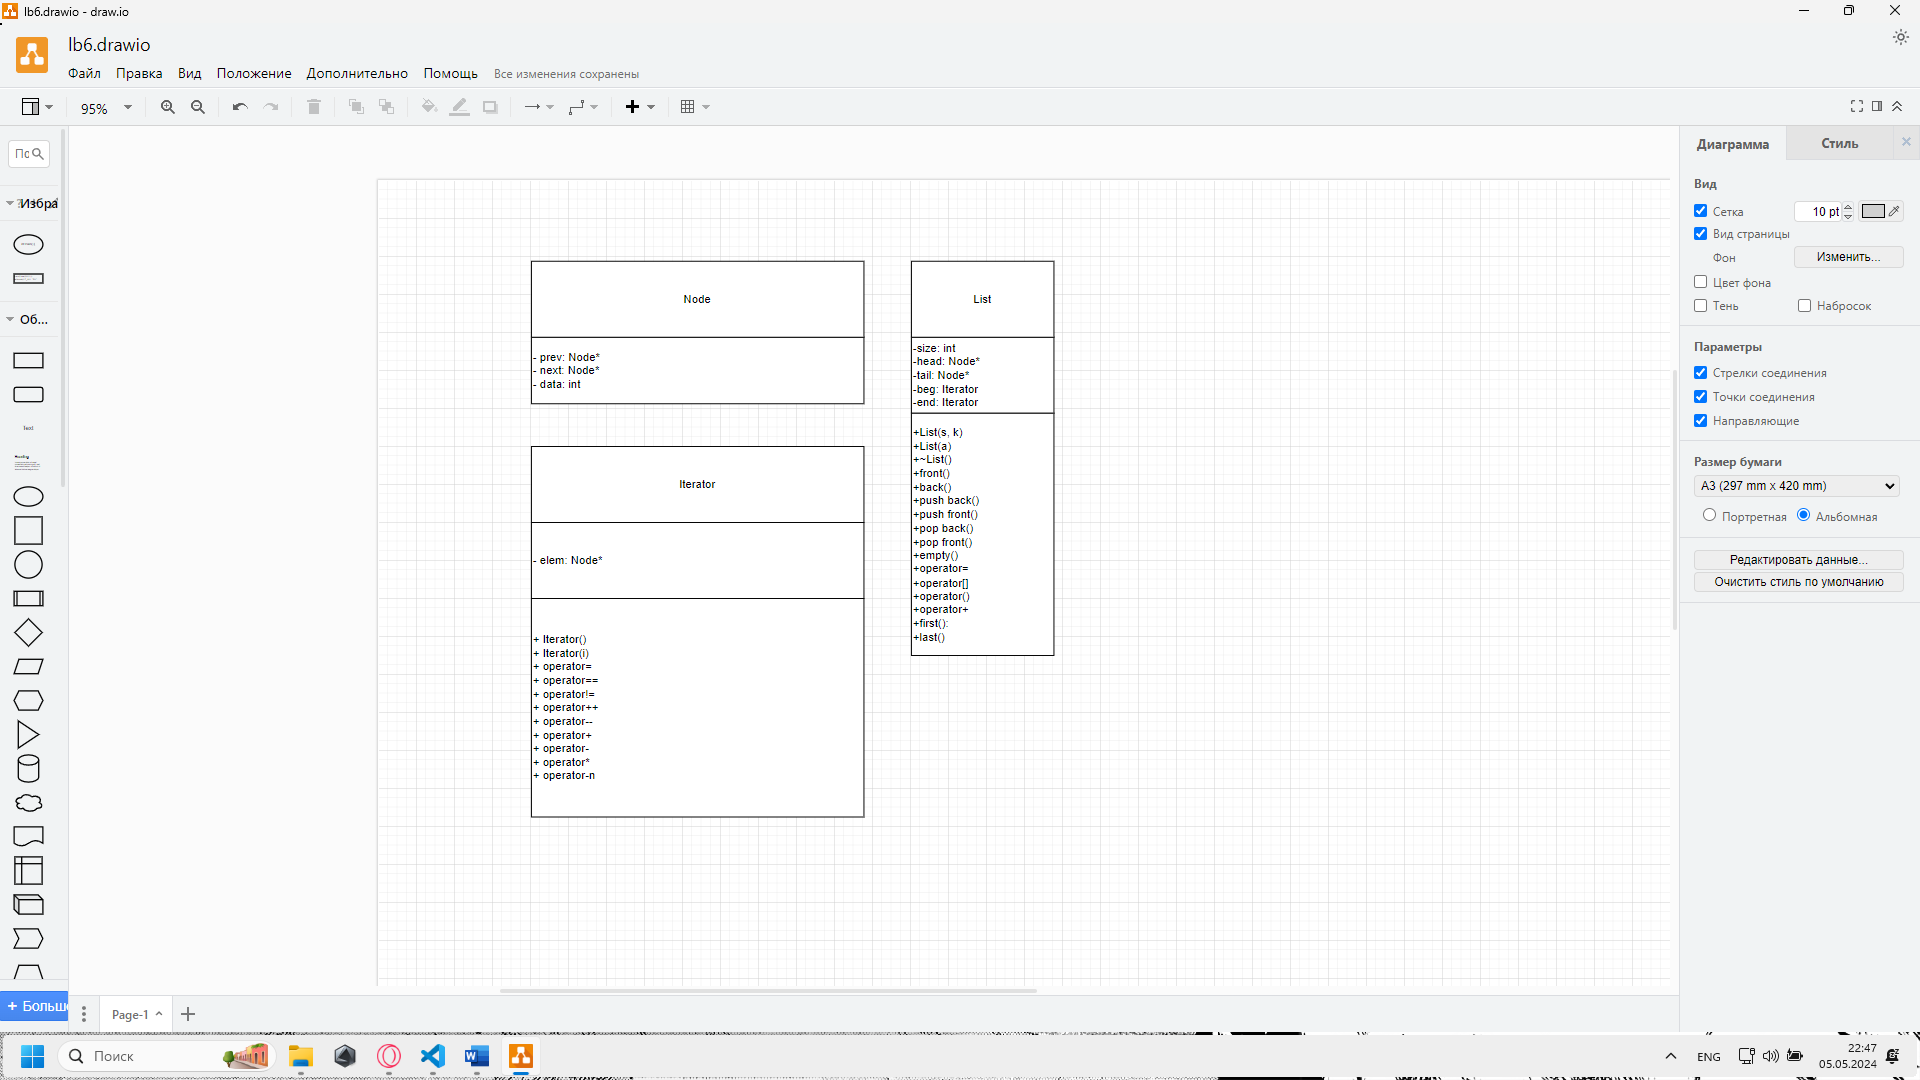 lb6.drawio - draw.io
lb6.drawio
Файл Правка Вид Положение Дополнительно Помощь Все изменения сохранены
95%
Избра
Об...
Text
Heading
+ Больше
Node
- prev: Node*
- next: Node*
- data: int
Iterator
- elem: Node*
+ Iterator()
+ Iterator(i)
+ operator=
+ operator==
+ operator!=
+ operator++
+ operator--
+ operator+
+ operator-
+ operator*
+ operator-n
List
-size: int
-head: Node*
-tail: Node*
-beg: Iterator
-end: Iterator
+List(s, k)
+List(a)
+~List()
+front()
+back()
+push back()
+push front()
+pop back()
+pop front()
+empty()
+operator=
+operator[]
+operator()
+operator+
+first():
+last()
Диаграмма Стиль
Вид
Сетка 10 pt
Вид страницы
Фон Изменить...
Цвет фона
Тень Набросок
Параметры
Стрелки соединения
Точки соединения
Направляющие
Размер бумаги
A3 (297 mm x 420 mm)
Портретная Альбомная
Редактировать данные...
Очистить стиль по умолчанию
Page-1
Поиск
ENG
22:47
05.05.2024